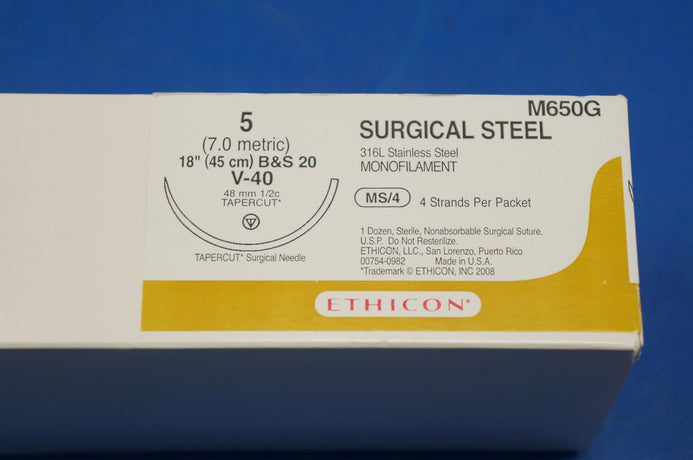 M650G
5
(7.0 metric)
18" (45 cm) B&S 20
V-40
48 mm 1/2c
TAPERCUT*
TAPERCUT* Surgical Needle
SURGICAL STEEL
316L Stainless Steel
MONOFILAMENT
MS/4 4 Strands Per Packet
1 Dozen, Sterile, Nonabsorbable Surgical Suture.
U.S.P. Do Not Resterilize.
ETHICON, LLC., San Lorenzo, Puerto Rico
00754-0982 Made in U.S.A.
*Trademark © ETHICON, INC 2008
ETHICON*